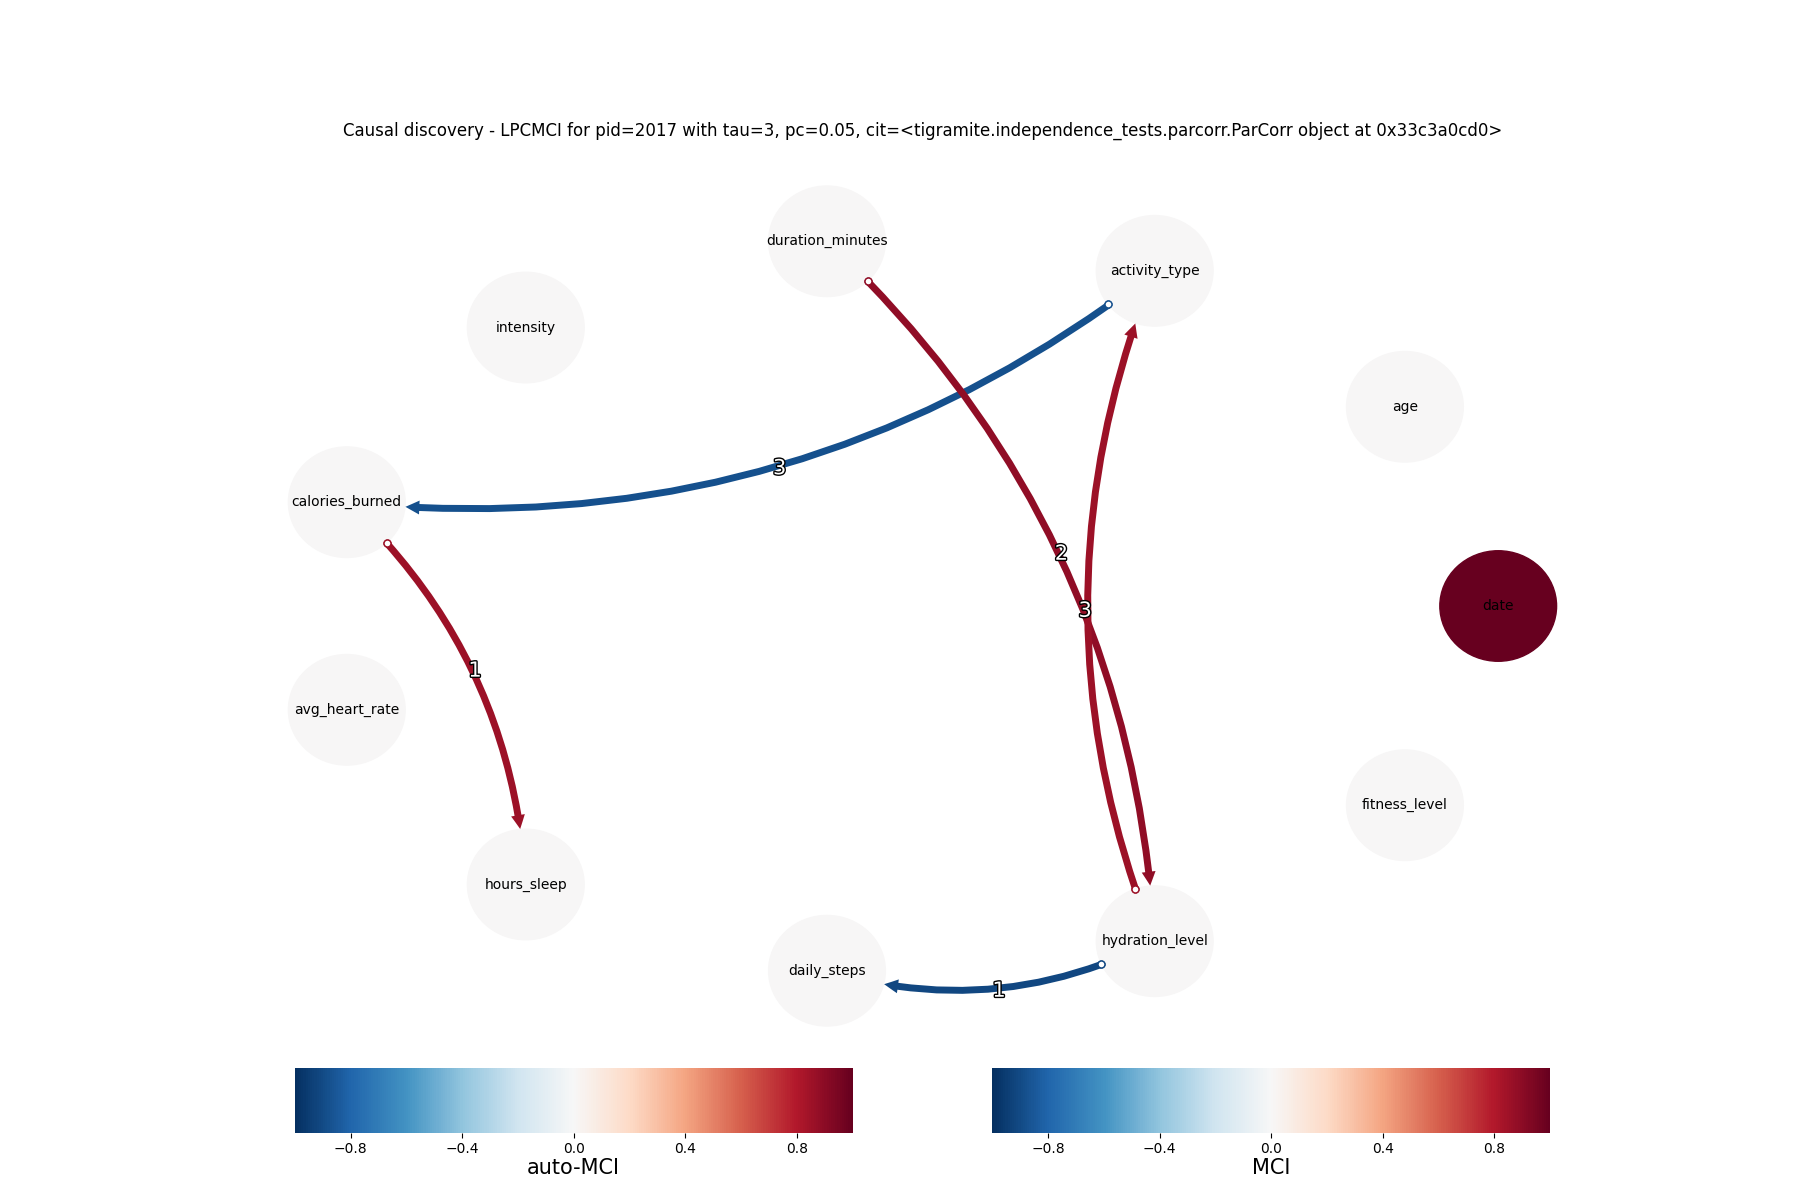 Causal discovery - LPCMCI for pid=2017 with tau=3, pc=0.05, cit=<tigramite.independence_tests.parcorr.ParCorr object at 0x33c3a0cd0>
duration_minutes
activity_type
intensity
age
3
calories_burned
2
date
3
1
avg_heart_rate
fitness_level
hours_sleep
hydration_level
daily_steps
1
−0.8 −0.4 0.0 0.4 0.8
auto-MCI
−0.8 −0.4 0.0 0.4 0.8
MCI